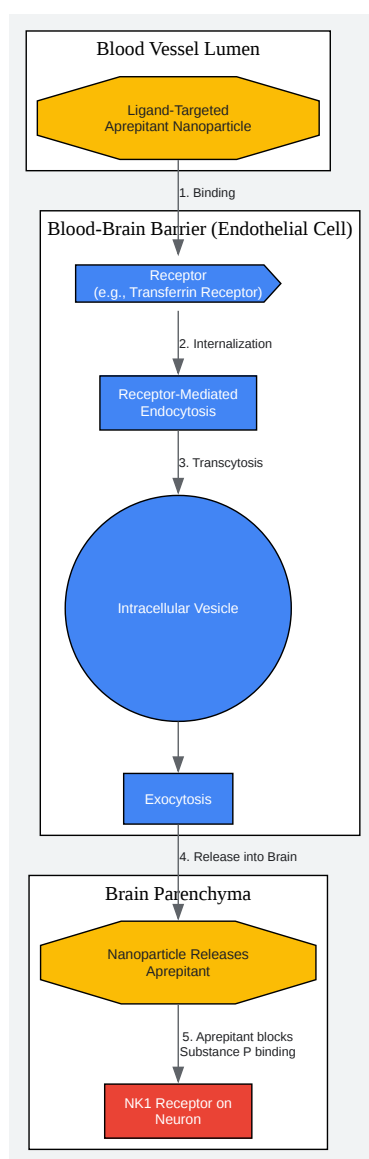 Blood Vessel Lumen
Ligand-Targeted
Aprepitant Nanoparticle
1. Binding
Blood-Brain Barrier (Endothelial Cell)
Receptor
(e.g., Transferrin Receptor)
2. Internalization
Receptor-Mediated
Endocytosis
3. Transcytosis
Intracellular Vesicle
Exocytosis
4. Release into Brain
Brain Parenchyma
Nanoparticle Releases
Aprepitant
5. Aprepitant blocks
Substance P binding
NK1 Receptor on
Neuron